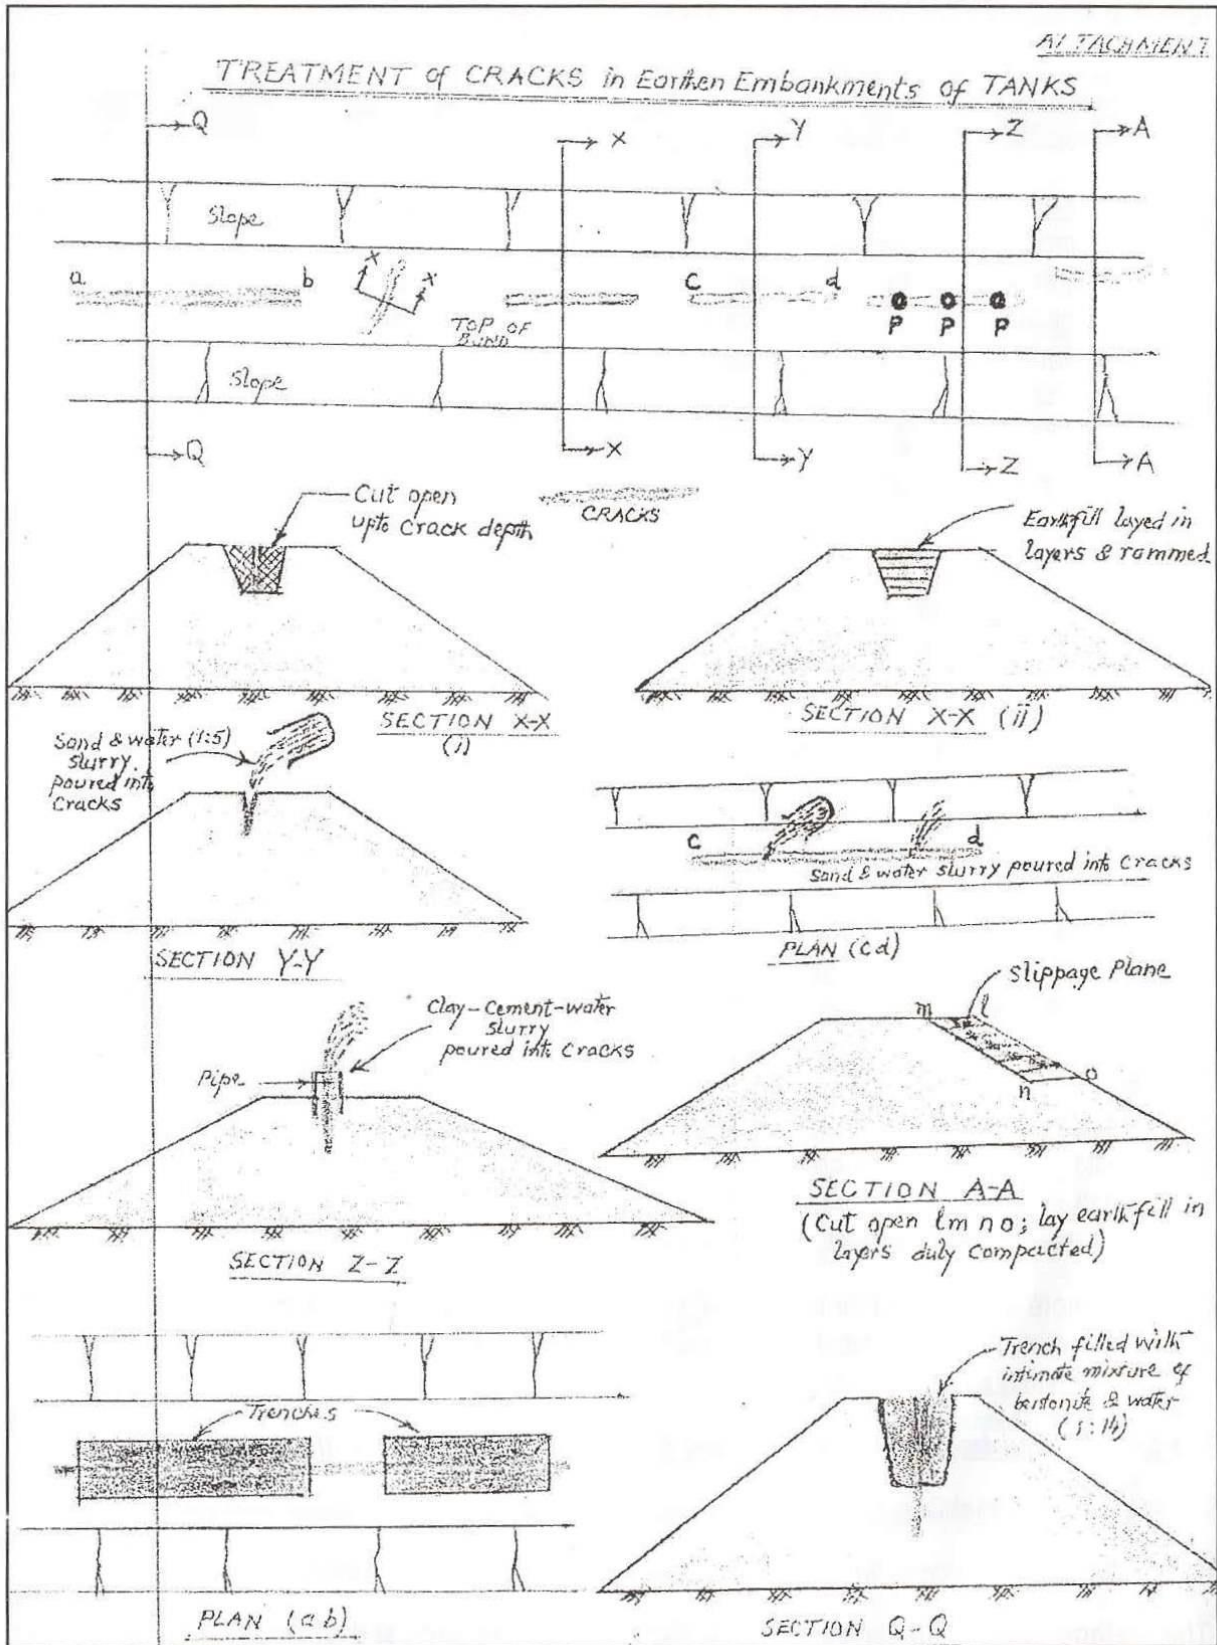 ATTACHMENT
TREATMENT of CRACKS in Earthen Embankments of TANKS
Q X Y Z A
Slope
a b X X c d
P P P
TOP OF
BUND
Slope
Q X Y Z A
Cut open
upto Crack depth
CRACKS
Earthfill layed in
layers & rammed
SECTION X-X
(i)
SECTION X-X (ii)
Sand & water (1:5)
slurry
poured into
Cracks
SECTION Y-Y
c d
Sand & water slurry poured into Cracks
PLAN (cd)
Clay-Cement-water
slurry
poured into Cracks
Pipe
SECTION Z-Z
Slippage Plane
m l
n o
SECTION A-A
(Cut open lmno; lay earthfill in
layers duly compacted)
Trenches
PLAN (ab)
Trench filled with
intimate mixture of
bentonite & water
SECTION Q-Q